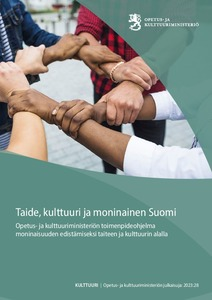 OPETUS- JA
KULTTUURIMINISTERIÖ
Taide, kulttuuri ja moninainen Suomi
Opetus- ja kulttuuriministeriön toimenpideohjelma
moninaisuuden edistämiseksi taiteen ja kulttuurin alalla
KULTTUURI | Opetus- ja kulttuuriministeriön julkaisuja 2023:28